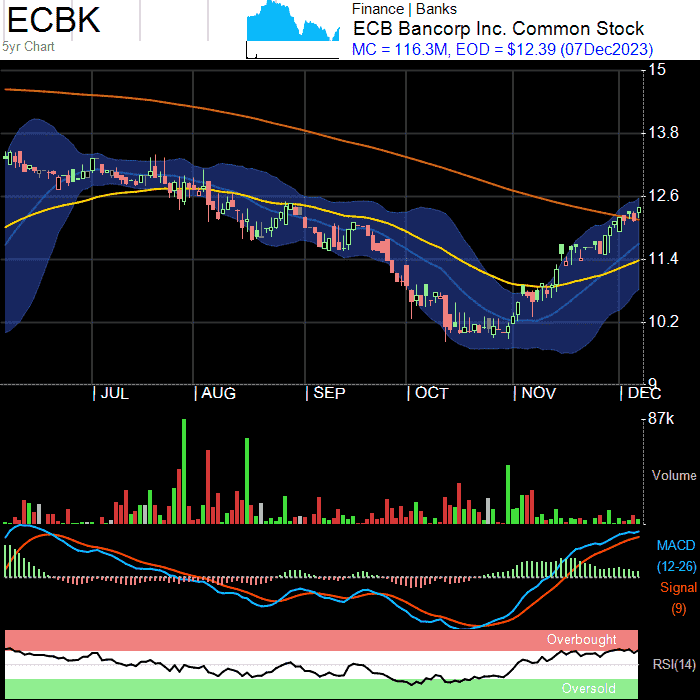 ECBK
5yr Chart
Finance | Banks
ECB Bancorp Inc. Common Stock
MC = 116.3M, EOD = $12.39 (07Dec2023)
15
13.8
12.6
11.4
10.2
9
JUL AUG SEP OCT NOV DEC
87k
Volume
MACD
(12-26)
Signal
(9)
Overbought
RSI(14)
Oversold